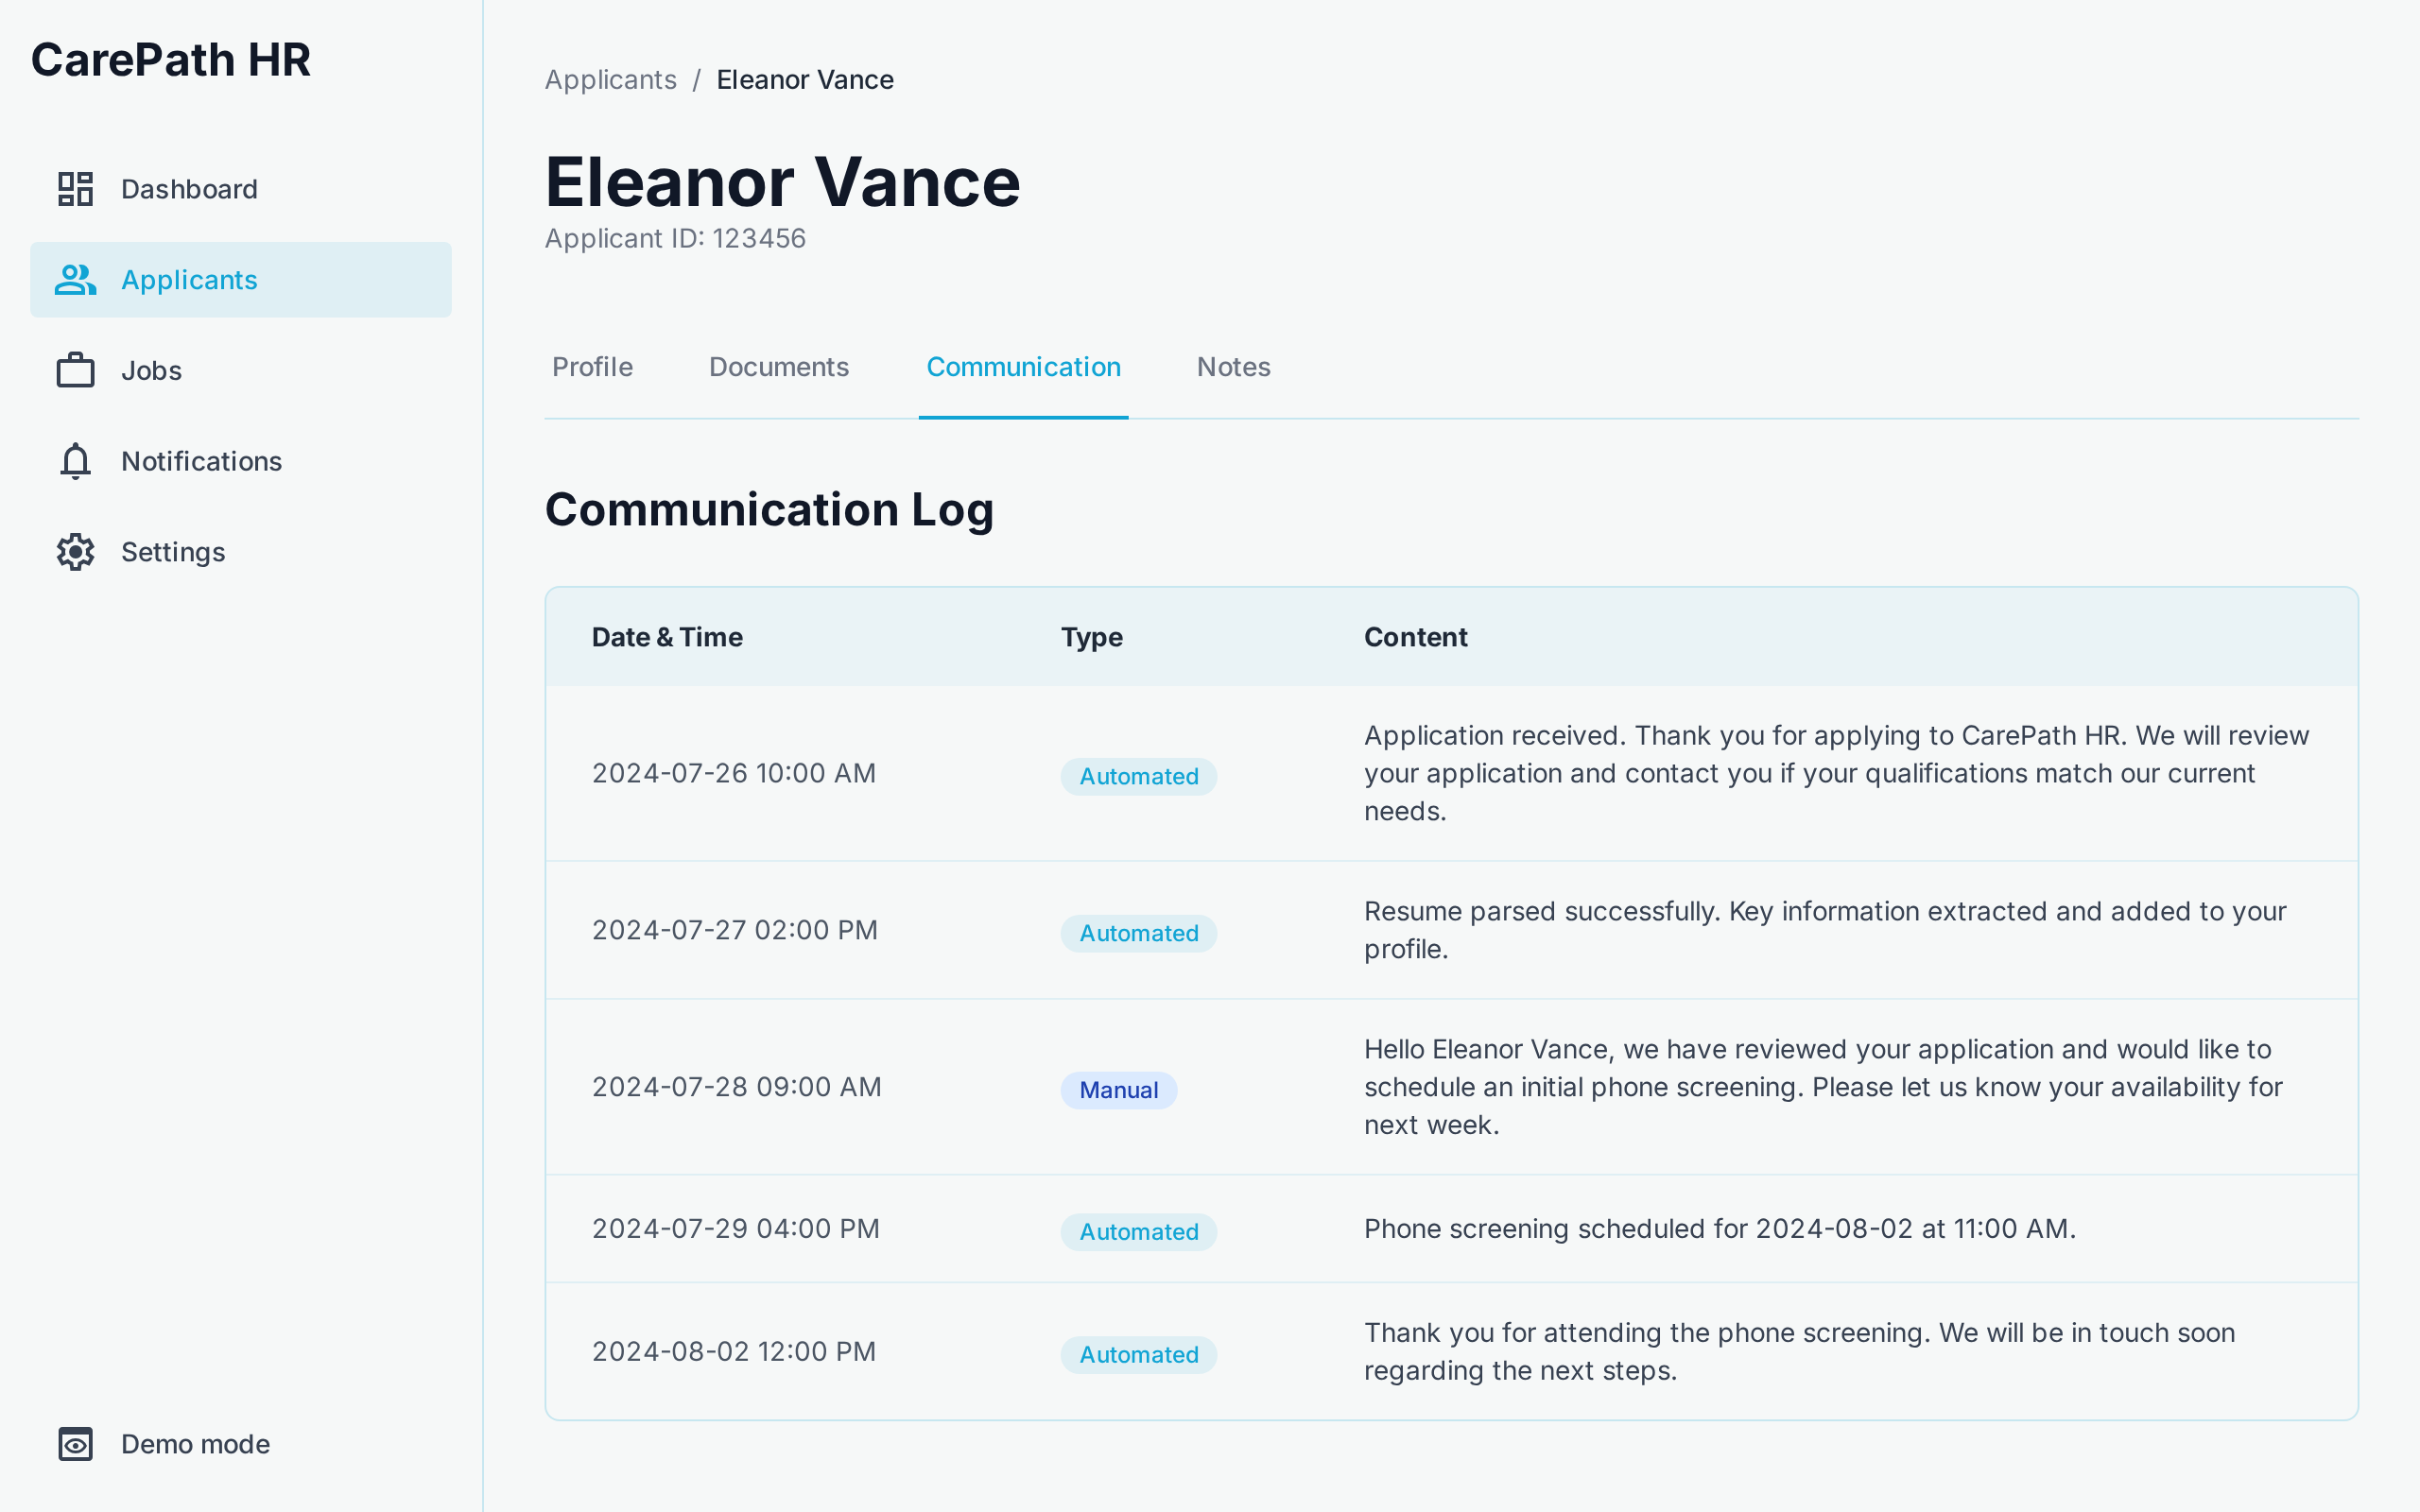 CarePath HR
Dashboard
Applicants
Jobs
Notifications
Settings
Demo mode
Applicants / Eleanor Vance
Eleanor Vance
Applicant ID: 123456
Profile Documents Communication Notes
Communication Log
Date & Time Type Content
2024-07-26 10:00 AM Automated Application received. Thank you for applying to CarePath HR. We will review
your application and contact you if your qualifications match our current
needs.
2024-07-27 02:00 PM Automated Resume parsed successfully. Key information extracted and added to your
profile.
2024-07-28 09:00 AM Manual Hello Eleanor Vance, we have reviewed your application and would like to
schedule an initial phone screening. Please let us know your availability for
next week.
2024-07-29 04:00 PM Automated Phone screening scheduled for 2024-08-02 at 11:00 AM.
2024-08-02 12:00 PM Automated Thank you for attending the phone screening. We will be in touch soon
regarding the next steps.